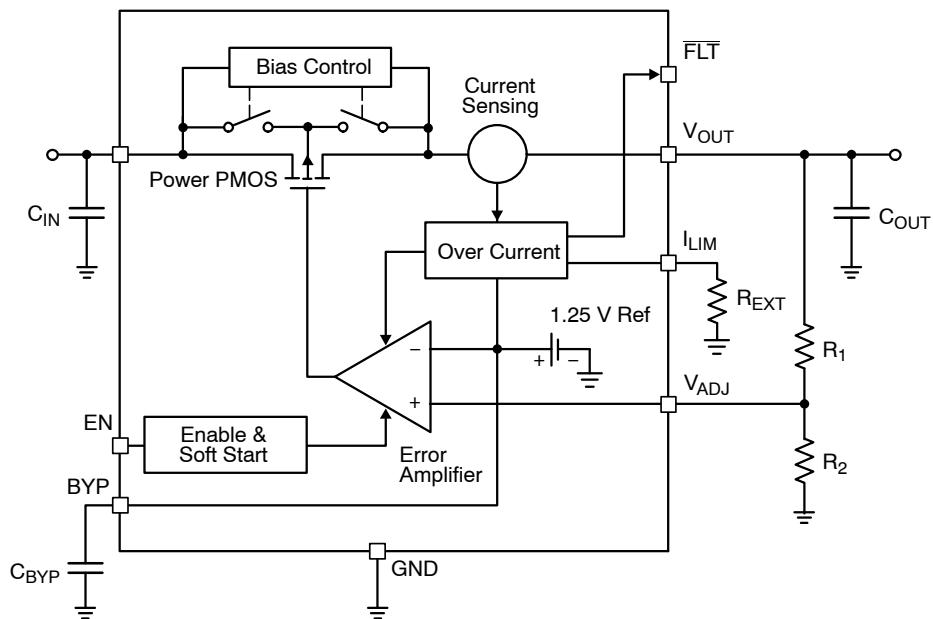 Bias Control
Current
Sensing
F̅L̅T̅
VOUT
Power PMOS
CIN
COUT
Over Current
ILIM
REXT
1.25 V Ref
−
+
−
R1
+
VADJ
EN
Enable &
Soft Start
Error
Amplifier
R2
BYP
CBYP
GND